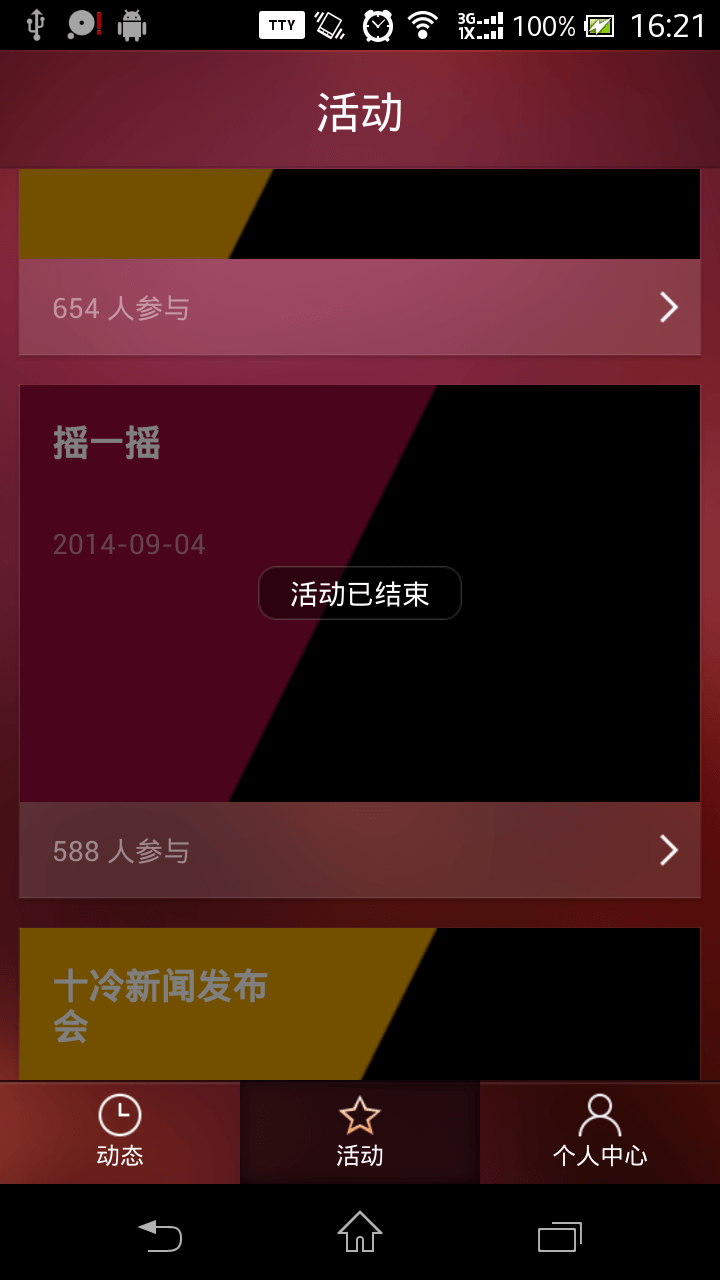 TTY 3G 1X 100% 16:21
活动
654 人参与
摇一摇
2014-09-04
活动已结束
588 人参与
十冷新闻发布
会
动态 活动 个人中心